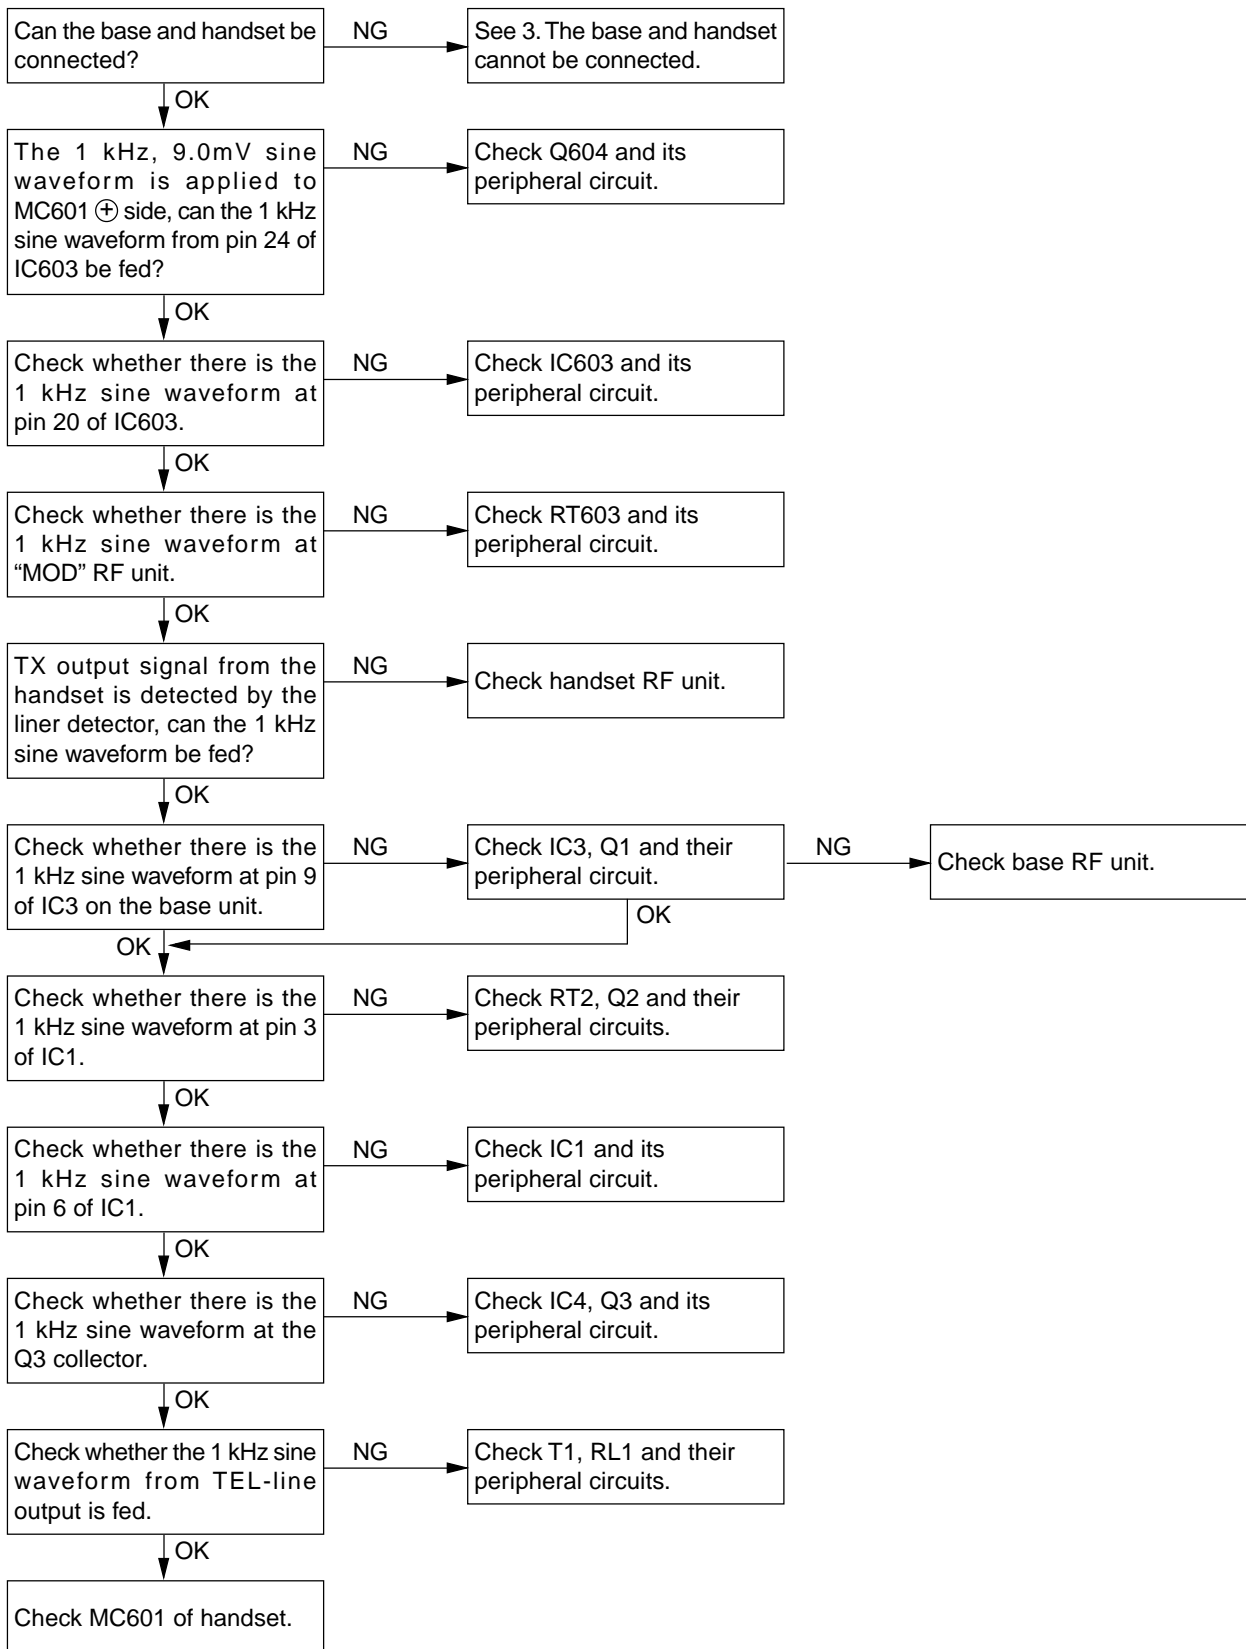 Can the base and handset be
connected?
NG
See 3. The base and handset
cannot be connected.
OK
The 1 kHz, 9.0mV sine
waveform is applied to
MC601 ⊕ side, can the 1 kHz
sine waveform from pin 24 of
IC603 be fed?
NG
Check Q604 and its
peripheral circuit.
OK
Check whether there is the
1 kHz sine waveform at
pin 20 of IC603.
NG
Check IC603 and its
peripheral circuit.
OK
Check whether there is the
1 kHz sine waveform at
“MOD” RF unit.
NG
Check RT603 and its
peripheral circuit.
OK
TX output signal from the
handset is detected by the
liner detector, can the 1 kHz
sine waveform be fed?
NG
Check handset RF unit.
OK
Check whether there is the
1 kHz sine waveform at pin 9
of IC3 on the base unit.
NG
Check IC3, Q1 and their
peripheral circuit.
NG
Check base RF unit.
OK
OK
Check whether there is the
1 kHz sine waveform at pin 3
of IC1.
NG
Check RT2, Q2 and their
peripheral circuits.
OK
Check whether there is the
1 kHz sine waveform at
pin 6 of IC1.
NG
Check IC1 and its
peripheral circuit.
OK
Check whether there is the
1 kHz sine waveform at the
Q3 collector.
NG
Check IC4, Q3 and its
peripheral circuit.
OK
Check whether the 1 kHz sine
waveform from TEL-line
output is fed.
NG
Check T1, RL1 and their
peripheral circuits.
OK
Check MC601 of handset.